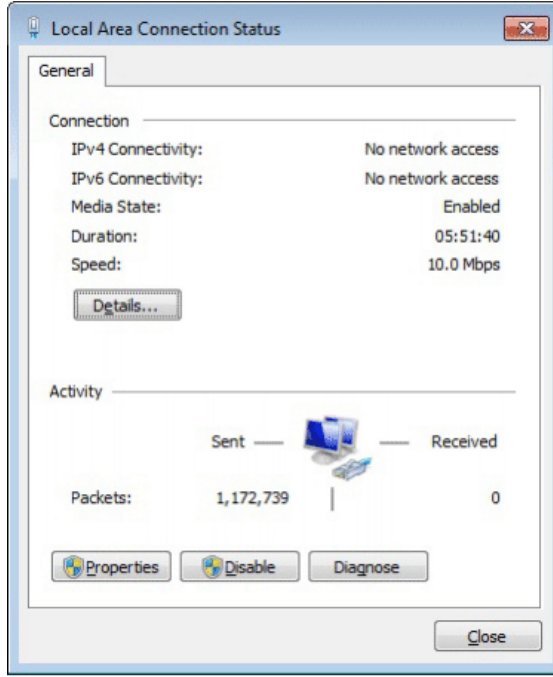 Local Area Connection Status
General
Connection
IPv4 Connectivity: No network access
IPv6 Connectivity: No network access
Media State: Enabled
Duration: 05:51:40
Speed: 10.0 Mbps
Details...
Activity
Sent Received
Packets: 1,172,739 0
Properties Disable Diagnose
Close